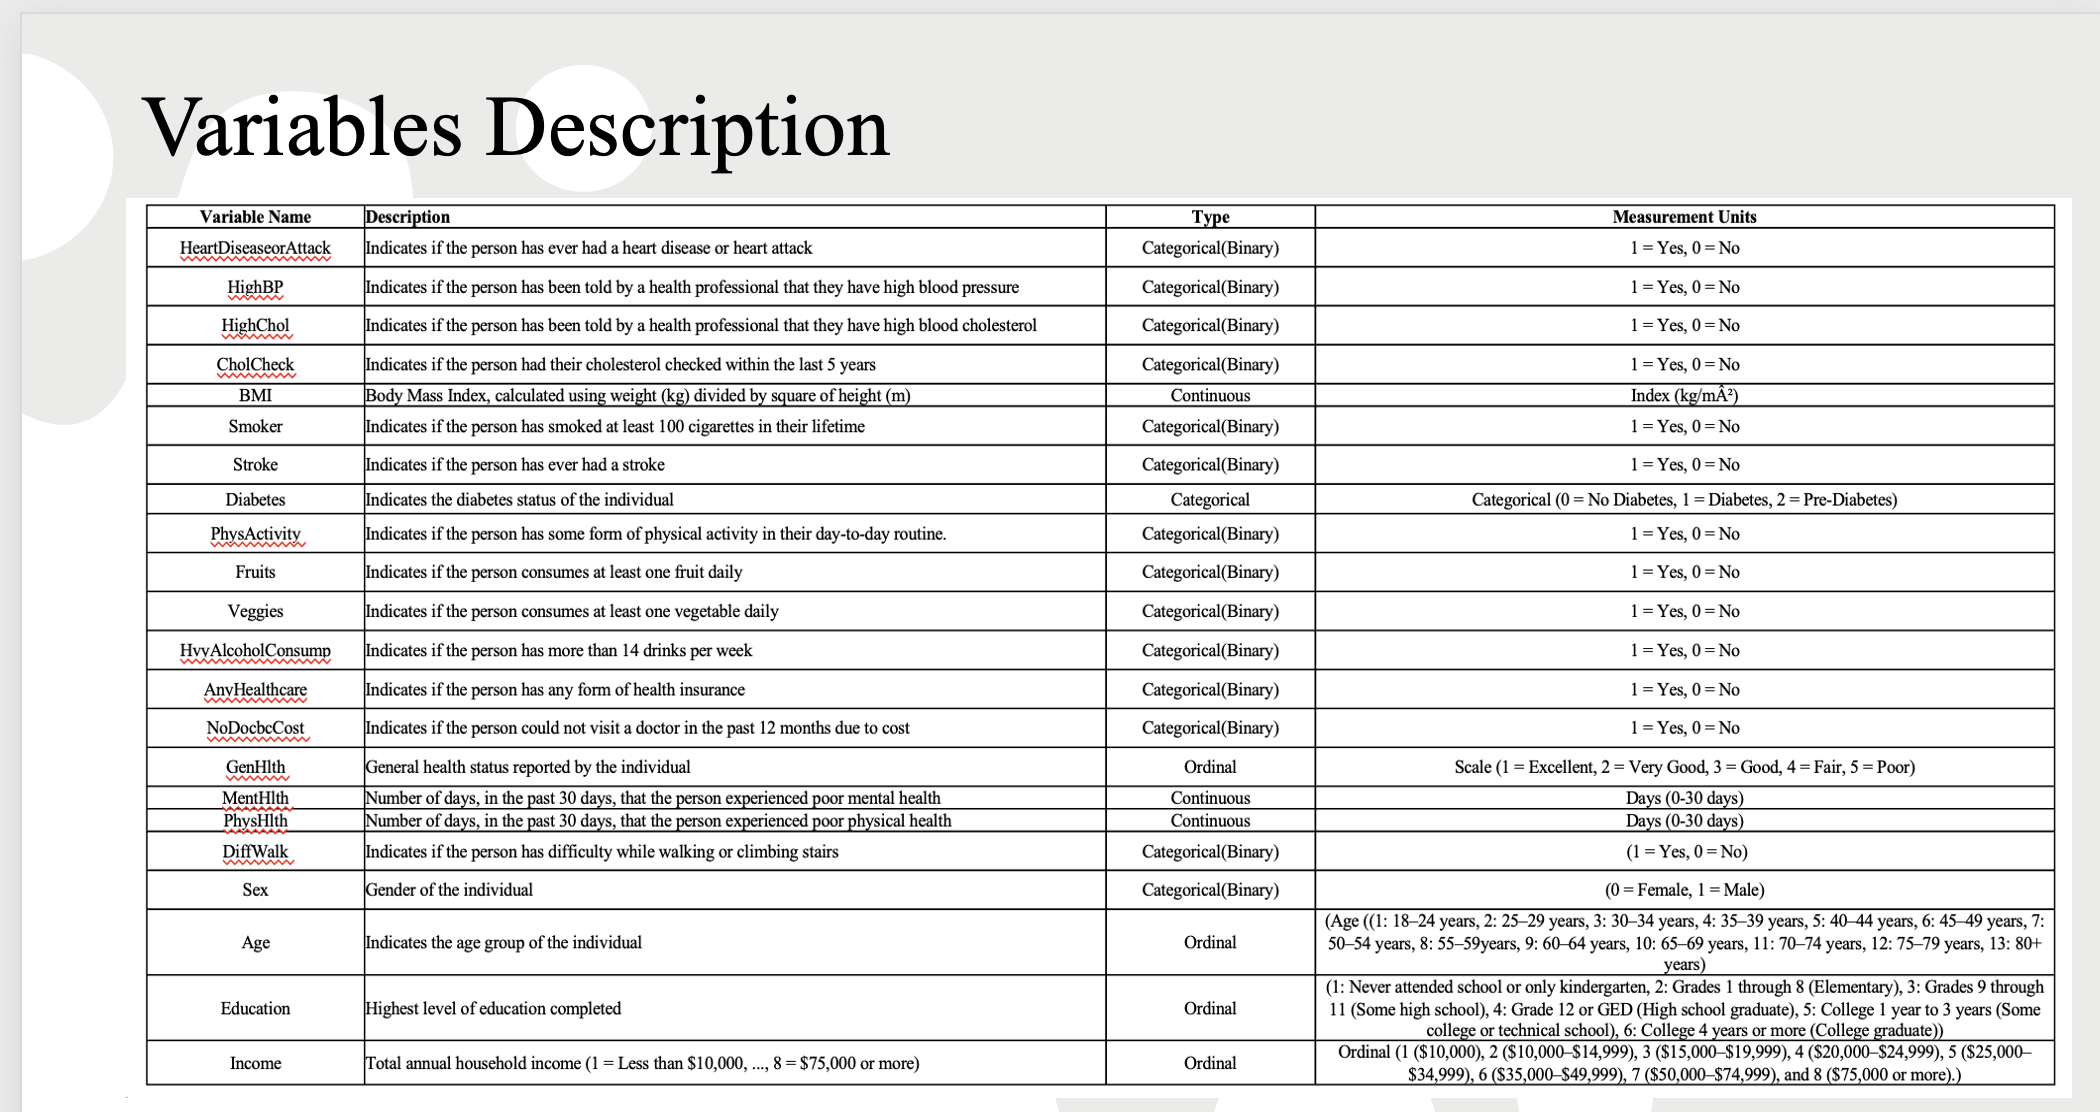 Variables Description
Variable Name Description Type Measurement Units
HeartDiseaseorAttack Indicates if the person has ever had a heart disease or heart attack Categorical(Binary) 1 = Yes, 0 = No
HighBP Indicates if the person has been told by a health professional that they have high blood pressure Categorical(Binary) 1 = Yes, 0 = No
HighChol Indicates if the person has been told by a health professional that they have high blood cholesterol Categorical(Binary) 1 = Yes, 0 = No
CholCheck Indicates if the person had their cholesterol checked within the last 5 years Categorical(Binary) 1 = Yes, 0 = No
BMI Body Mass Index, calculated using weight (kg) divided by square of height (m) Continuous Index (kg/mÂ²)
Smoker Indicates if the person has smoked at least 100 cigarettes in their lifetime Categorical(Binary) 1 = Yes, 0 = No
Stroke Indicates if the person has ever had a stroke Categorical(Binary) 1 = Yes, 0 = No
Diabetes Indicates the diabetes status of the individual Categorical Categorical (0 = No Diabetes, 1 = Diabetes, 2 = Pre-Diabetes)
PhysActivity Indicates if the person has some form of physical activity in their day-to-day routine. Categorical(Binary) 1 = Yes, 0 = No
Fruits Indicates if the person consumes at least one fruit daily Categorical(Binary) 1 = Yes, 0 = No
Veggies Indicates if the person consumes at least one vegetable daily Categorical(Binary) 1 = Yes, 0 = No
HvyAlcoholConsump Indicates if the person has more than 14 drinks per week Categorical(Binary) 1 = Yes, 0 = No
AnyHealthcare Indicates if the person has any form of health insurance Categorical(Binary) 1 = Yes, 0 = No
NoDocbcCost Indicates if the person could not visit a doctor in the past 12 months due to cost Categorical(Binary) 1 = Yes, 0 = No
GenHlth General health status reported by the individual Ordinal Scale (1 = Excellent, 2 = Very Good, 3 = Good, 4 = Fair, 5 = Poor)
MentHlth Number of days, in the past 30 days, that the person experienced poor mental health Continuous Days (0-30 days)
PhysHlth Number of days, in the past 30 days, that the person experienced poor physical health Continuous Days (0-30 days)
DiffWalk Indicates if the person has difficulty while walking or climbing stairs Categorical(Binary) (1 = Yes, 0 = No)
Sex Gender of the individual Categorical(Binary) (0 = Female, 1 = Male)
Age Indicates the age group of the individual Ordinal (Age ((1: 18–24 years, 2: 25–29 years, 3: 30–34 years, 4: 35–39 years, 5: 40–44 years, 6: 45–49 years, 7:
50–54 years, 8: 55–59years, 9: 60–64 years, 10: 65–69 years, 11: 70–74 years, 12: 75–79 years, 13: 80+
years)
Education Highest level of education completed Ordinal (1: Never attended school or only kindergarten, 2: Grades 1 through 8 (Elementary), 3: Grades 9 through
11 (Some high school), 4: Grade 12 or GED (High school graduate), 5: College 1 year to 3 years (Some
college or technical school), 6: College 4 years or more (College graduate))
Income Total annual household income (1 = Less than $10,000, ..., 8 = $75,000 or more) Ordinal Ordinal (1 ($10,000), 2 ($10,000–$14,999), 3 ($15,000–$19,999), 4 ($20,000–$24,999), 5 ($25,000–
$34,999), 6 ($35,000–$49,999), 7 ($50,000–$74,999), and 8 ($75,000 or more).)